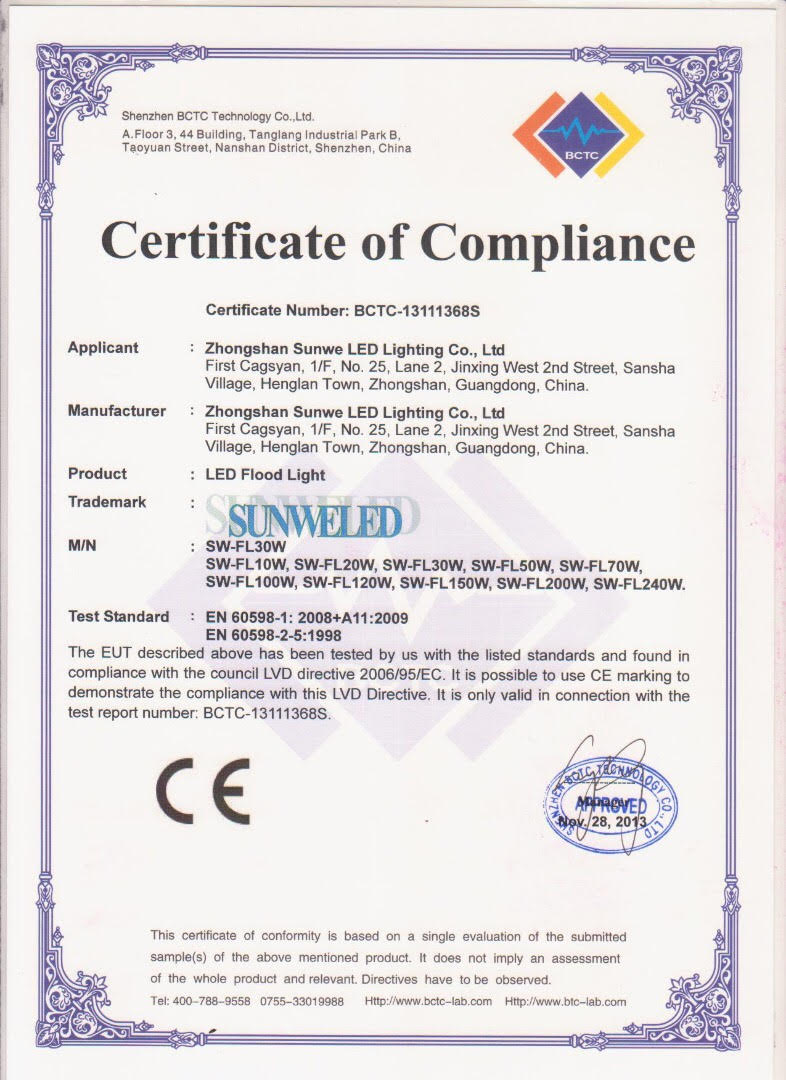 Shenzhen BCTC Technology Co.,Ltd.
A.Floor 3, 44 Building, Tanglang Industrial Park B,
Taoyuan Street, Nanshan District, Shenzhen, China
BCTC
Certificate of Compliance
Certificate Number: BCTC-13111368S
Applicant : Zhongshan Sunwe LED Lighting Co., Ltd
First Cagsyan, 1/F, No. 25, Lane 2, Jinxing West 2nd Street, Sansha
Village, Henglan Town, Zhongshan, Guangdong, China.
Manufacturer : Zhongshan Sunwe LED Lighting Co., Ltd
First Cagsyan, 1/F, No. 25, Lane 2, Jinxing West 2nd Street, Sansha
Village, Henglan Town, Zhongshan, Guangdong, China.
Product : LED Flood Light
Trademark :
SUNWELED
SUNWELED
M/N : SW-FL30W
SW-FL10W, SW-FL20W, SW-FL30W, SW-FL50W, SW-FL70W,
SW-FL100W, SW-FL120W, SW-FL150W, SW-FL200W, SW-FL240W.
Test Standard : EN 60598-1: 2008+A11:2009
EN 60598-2-5:1998
The EUT described above has been tested by us with the listed standards and found in
compliance with the council LVD directive 2006/95/EC. It is possible to use CE marking to
demonstrate the compliance with this LVD Directive. It is only valid in connection with the
test report number: BCTC-13111368S.
CE
SHENZHEN BCTC TECHNOLOGY CO., LTD
APPROVED
Manager
Nov. 28, 2013
This certificate of conformity is based on a single evaluation of the submitted
sample(s) of the above mentioned product. It does not imply an assessment
of the whole product and relevant. Directives have to be observed.
Tel: 400-788-9558 0755-33019988 Http://www.bctc-lab.com Http://www.btc-lab.com